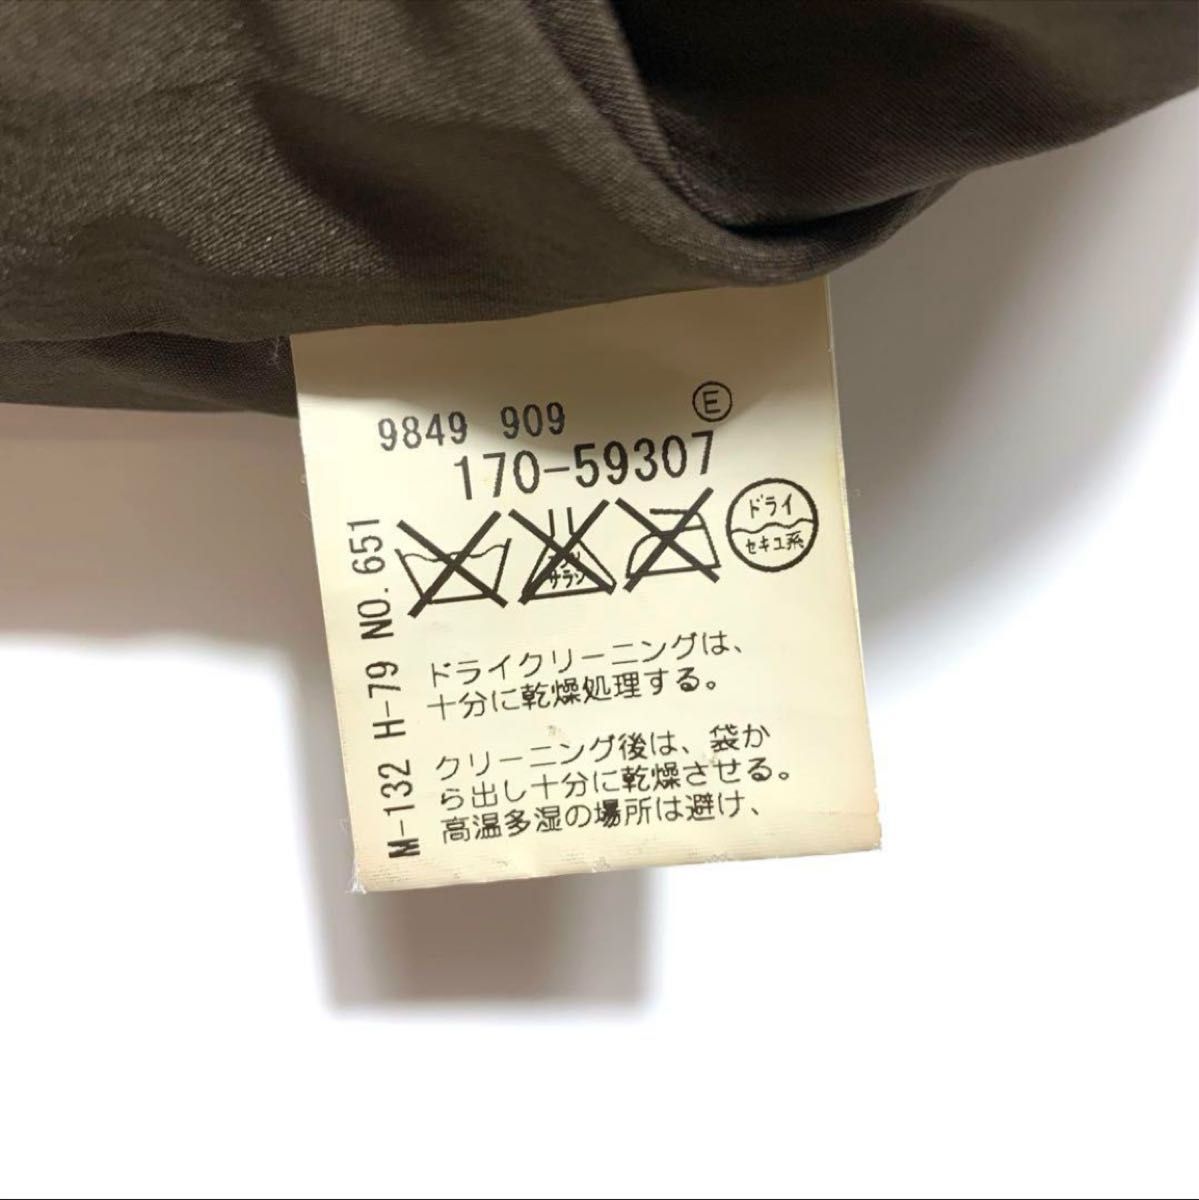 9849 909 Ⓔ
170-59307
サラシ
ドライ
セキユ系
ドライクリーニングは、
十分に乾燥処理する。
クリーニング後は、袋か
ら出し十分に乾燥させる。
高温多湿の場所は避け、
M-132 H-79 NO.651